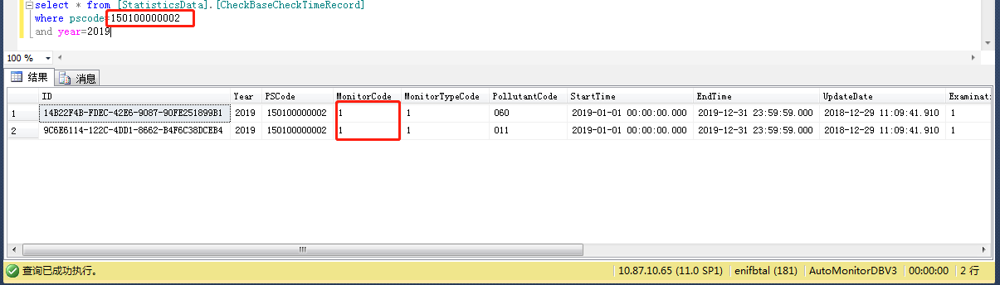 select * from [StatisticsData].[CheckBaseCheckTimeRecord]
where pscode=150100000002
and year=2019
100 %
结果 消息
ID Year PSCode MonitorCode MonitorTypeCode PollutantCode StartTime EndTime UpdateDate Examinati
1 14B22F4B-FDEC-42E6-9087-90FE251899B1 2019 150100000002 1 1 060 2019-01-01 00:00:00.000 2019-12-31 23:59:59.000 2018-12-29 11:09:41.910 1
2 9C6E6114-122C-4DD1-8662-B4F6C38DCEB4 2019 150100000002 1 1 011 2019-01-01 00:00:00.000 2019-12-31 23:59:59.000 2018-12-29 11:09:41.910 1
查询已成功执行。 10.87.10.65 (11.0 SP1) enifbtal (181) AutoMonitorDBV3 00:00:00 2 行